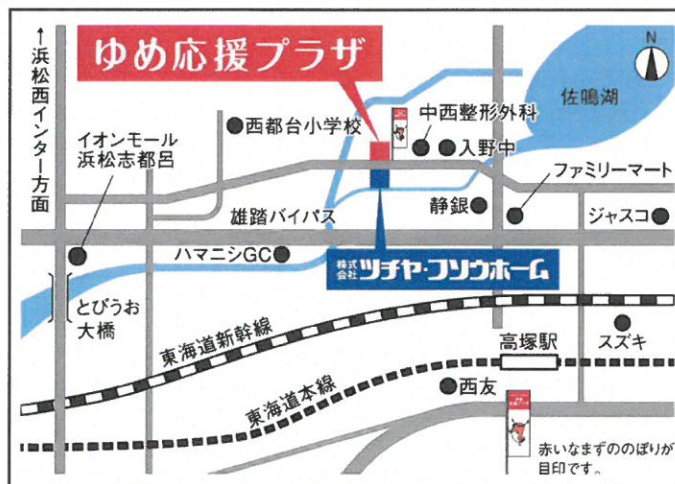 ↑浜松西インター方面
ゆめ応援プラザ
N
佐鳴湖
イオンモール
浜松志都呂
西都台小学校
中西整形外科
入野中
ファミリーマート
雄踏バイパス
静銀
ジャスコ
ハマニシGC
株式会社ツチヤ・フソウホーム
とびうお
大橋
東海道新幹線
高塚駅
スズキ
東海道本線
西友
赤いなまずののぼりが
目印です。